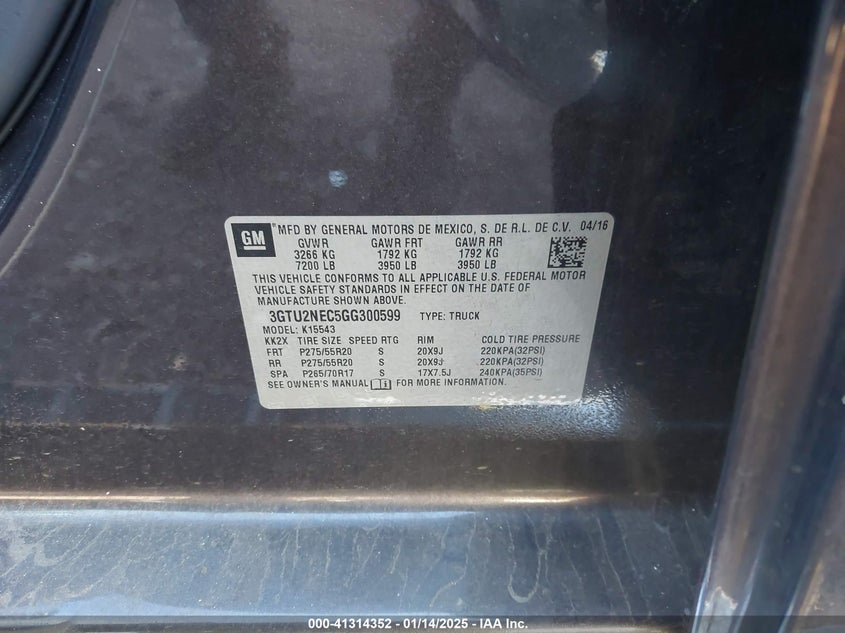 GM
MFD BY GENERAL MOTORS DE MEXICO, S. DE R.L. DE C.V. 04/16
GVWR GAWR FRT GAWR RR
3266 KG 1792 KG 1792 KG
7200 LB 3950 LB 3950 LB
THIS VEHICLE CONFORMS TO ALL APPLICABLE U.S. FEDERAL MOTOR
VEHICLE SAFETY STANDARDS IN EFFECT ON THE DATE OF
MANUFACTURE SHOWN ABOVE.
3GTU2NEC5GG300599 TYPE: TRUCK
MODEL: K15543
KK2X TIRE SIZE SPEED RTG RIM COLD TIRE PRESSURE
FRT P275/55R20 S 20X9J 220KPA(32PSI)
RR P275/55R20 S 20X9J 220KPA(32PSI)
SPA P265/70R17 S 17X7.5J 240KPA(35PSI)
SEE OWNER'S MANUAL FOR MORE INFORMATION.
000-41314352 - 01/14/2025 - IAA Inc.